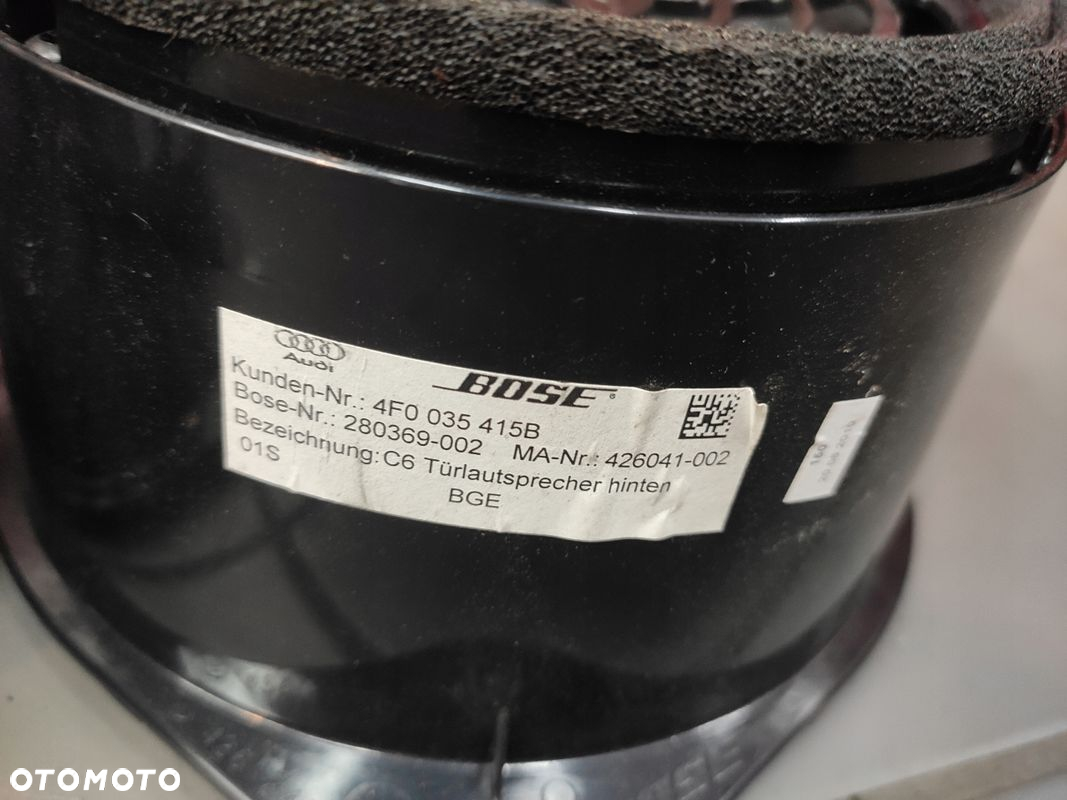 Audi
BOSE
Kunden-Nr.: 4F0 035 415B
Bose-Nr.: 280369-002 MA-Nr.: 426041-002
Bezeichnung: C6 Türlautsprecher hinten
01S
BGE
160
OTOMOTO